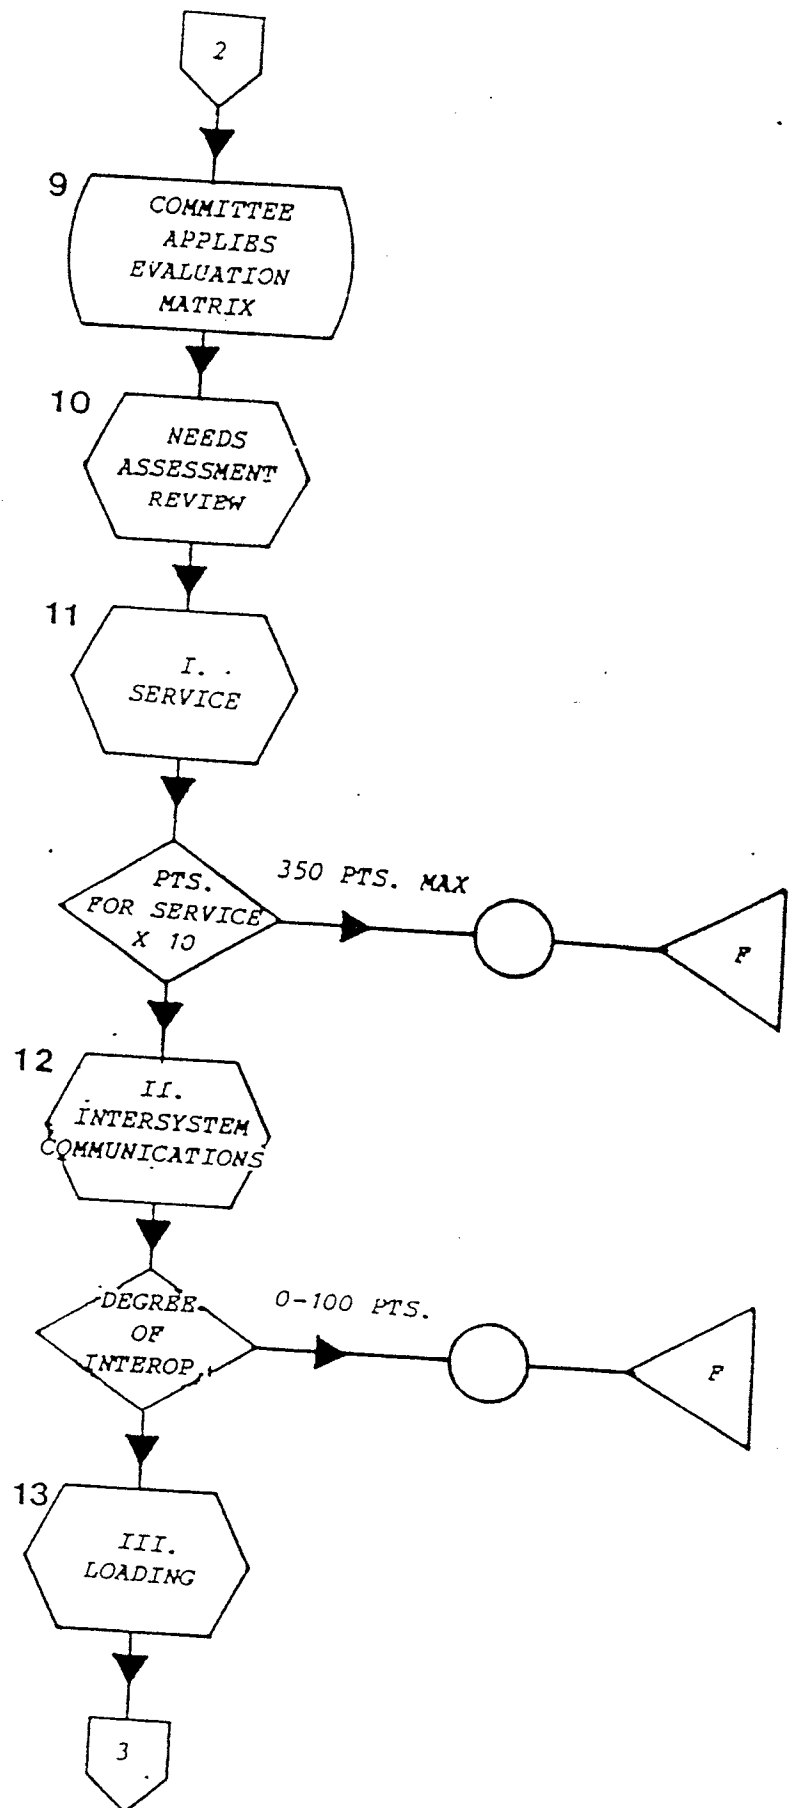 2
9
COMMITTEE
APPLIES
EVALUATION
MATRIX
10
NEEDS
ASSESSMENT
REVIEW
11
I.
SERVICE
PTS.
FOR SERVICE
X 10
350 PTS. MAX
F
12
II.
INTERSYSTEM
COMMUNICATIONS
DEGREE
OF
INTEROP.
0-100 PTS.
F
13
III.
LOADING
3